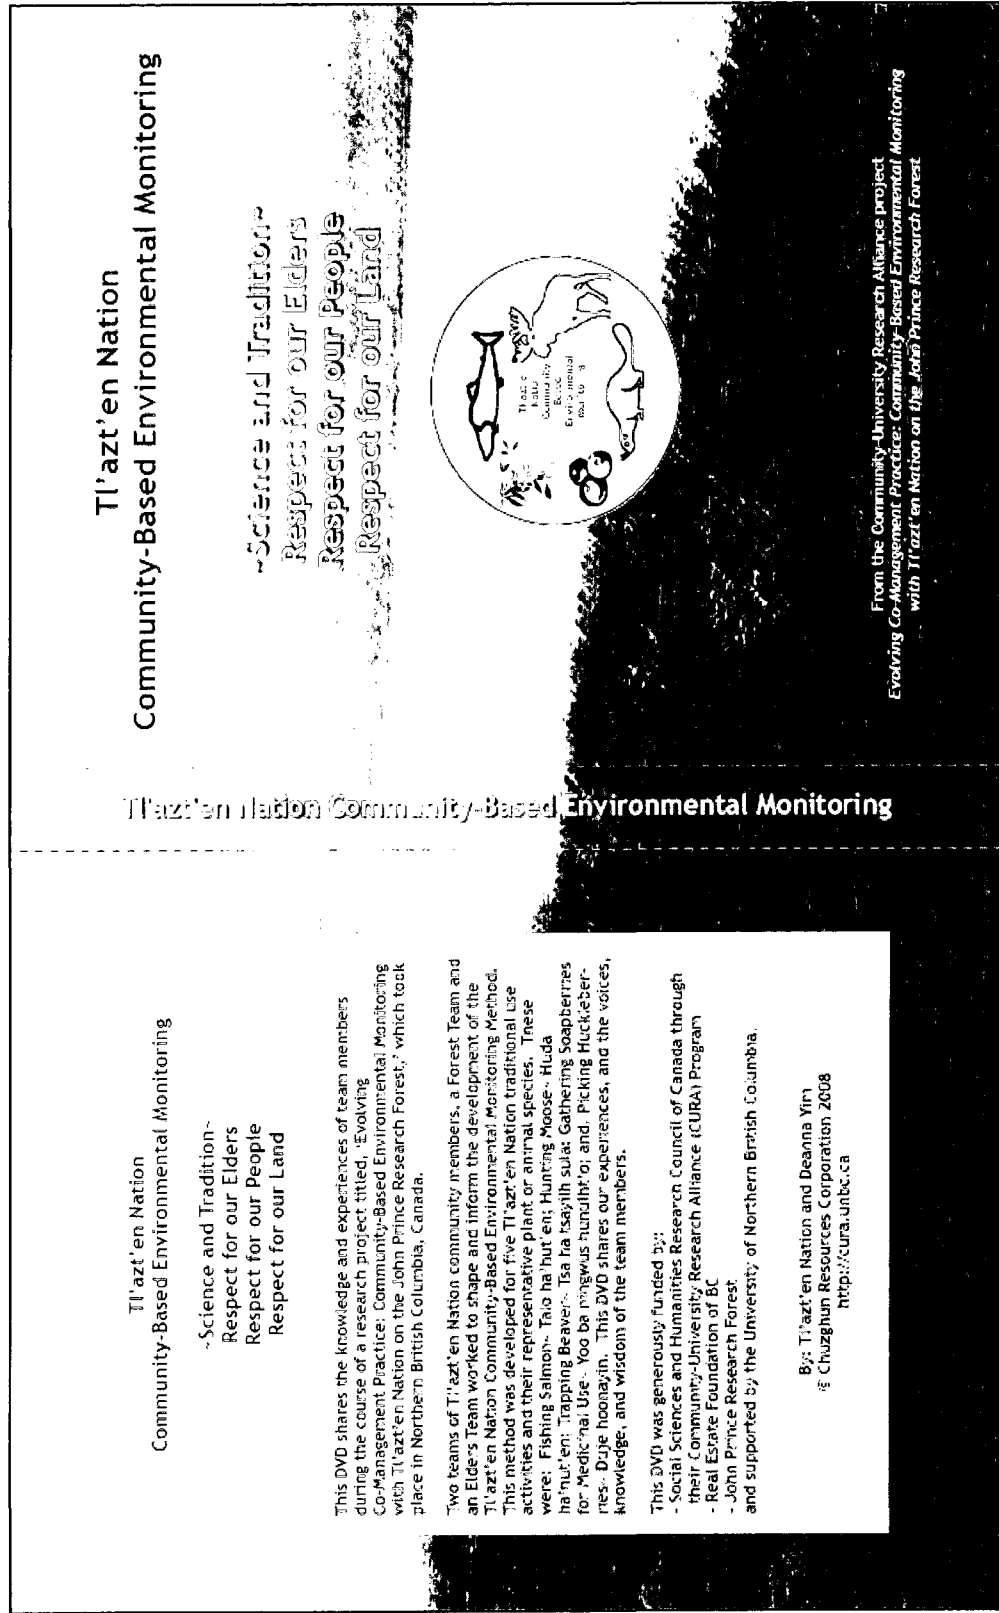 Tl'azt'en Nation
Community-Based Environmental Monitoring
~Science and Tradition~
Respect for our Elders
Respect for our People
Respect for our Land
This DVD shares the knowledge and experiences of team members
during the course of a research project titled, 'Evolving
Co-Management Practice: Community-Based Environmental Monitoring
with Tl'azt'en Nation on the John Prince Research Forest,' which took
place in Northern British Columbia, Canada.
Two teams of Tl'azt'en Nation community members, a Forest Team and
an Elders Team worked to shape and inform the development of the
Tl'azt'en Nation Community-Based Environmental Monitoring Method.
This method was developed for five Tl'azt'en Nation traditional use
activities and their representative plant or animal species. These
were: Fishing Salmon~ Talo ha'hut'en; Hunting Moose~ Huda
ha'hut'en; Trapping Beaver~ Tsa ha tsayilh sula; Gathering Soapberries
for Medicinal Use~ Yoo baningwus hunulht'o; and, Picking Huckleber-
ries~ Duje hoonayin. This DVD shares our experiences, and the voices,
knowledge, and wisdom of the team members.
This DVD was generously funded by:
- Social Sciences and Humanities Research Council of Canada through
their Community-University Research Alliance (CURA) Program
- Real Estate Foundation of BC
- John Prince Research Forest
and supported by the University of Northern British Columbia.
By: Tl'azt'en Nation and Deanna Yim
© Chuzghun Resources Corporation 2008
http://cura.unbc.ca
Tl'azt'en Nation Community-Based Environmental Monitoring
Tl'azt'en Nation
Community-Based Environmental Monitoring
~Science and Tradition~
Respect for our Elders
Respect for our People
Respect for our Land
Community
Based
Environmental
From the Community-University Research Alliance project
Evolving Co-Management Practice: Community-Based Environmental Monitoring
with Tl'azt'en Nation on the John Prince Research Forest